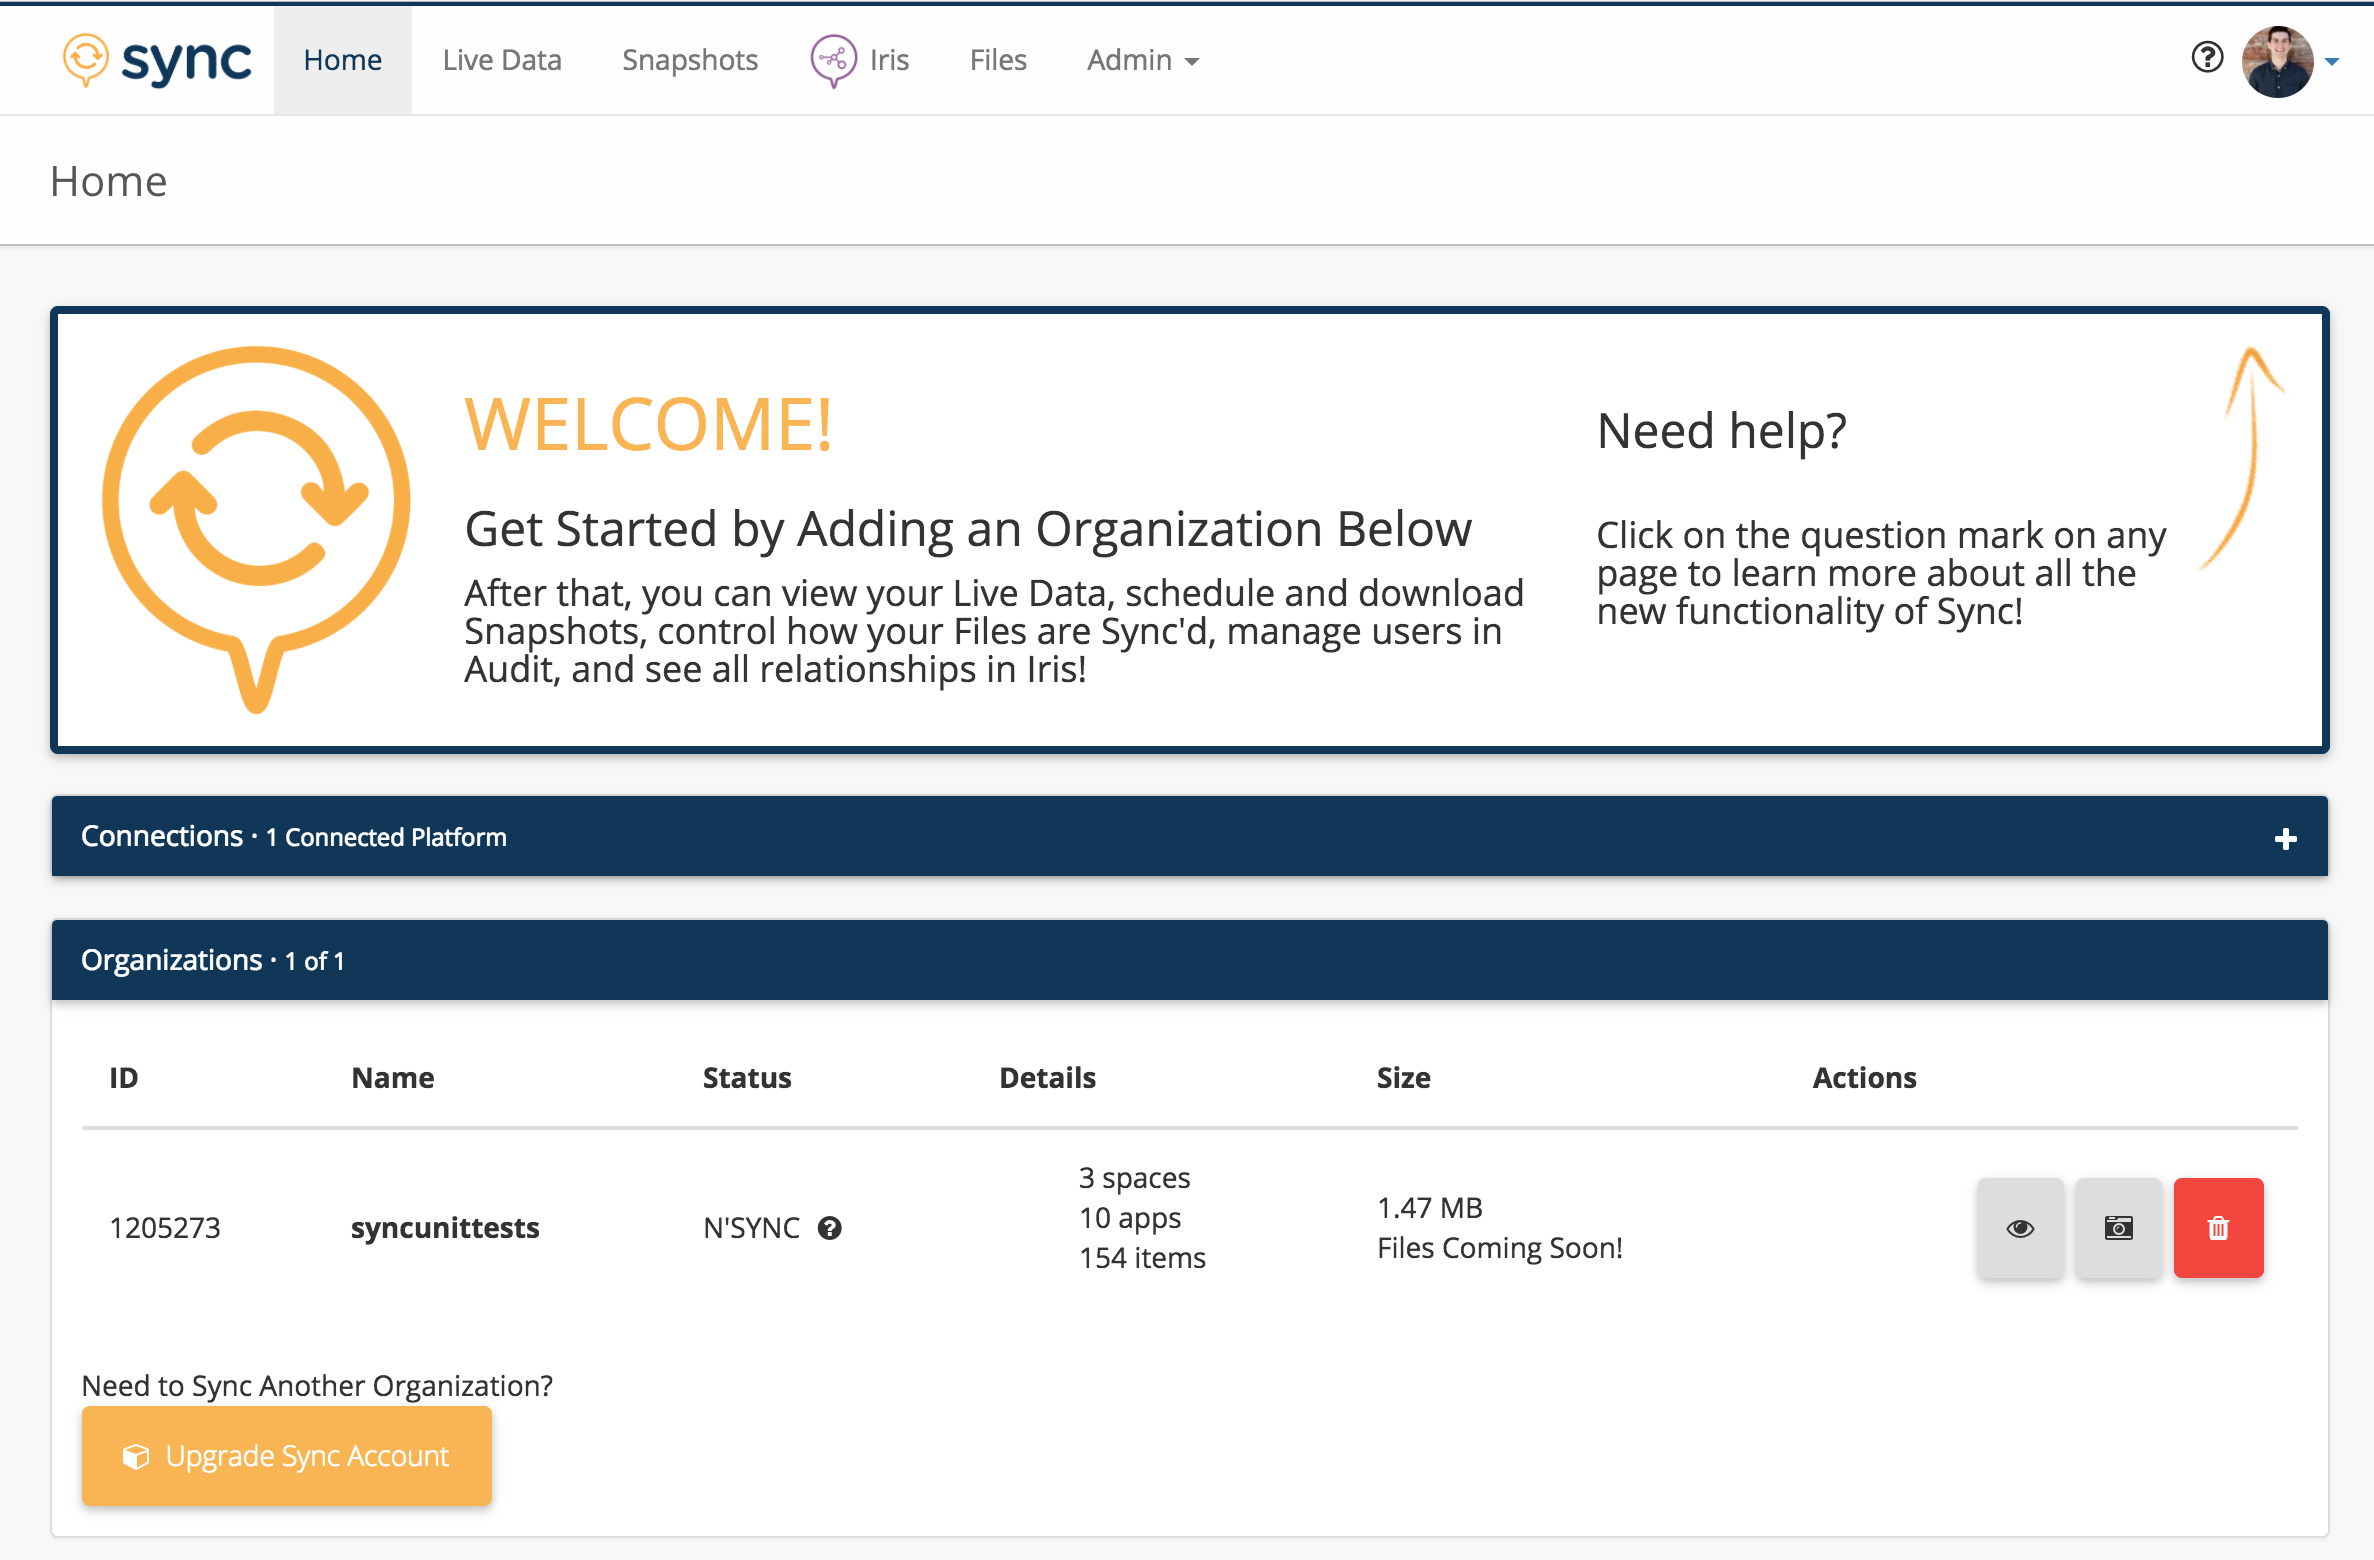 sync
Home
Live Data
Snapshots
Iris
Files
Admin
Home
WELCOME!
Get Started by Adding an Organization Below
After that, you can view your Live Data, schedule and download
Snapshots, control how your Files are Sync'd, manage users in
Audit, and see all relationships in Iris!
Need help?
Click on the question mark on any
page to learn more about all the
new functionality of Sync!
Connections · 1 Connected Platform
Organizations · 1 of 1
ID
Name
Status
Details
Size
Actions
1205273
syncunittests
N'SYNC
3 spaces
10 apps
154 items
1.47 MB
Files Coming Soon!
Need to Sync Another Organization?
Upgrade Sync Account